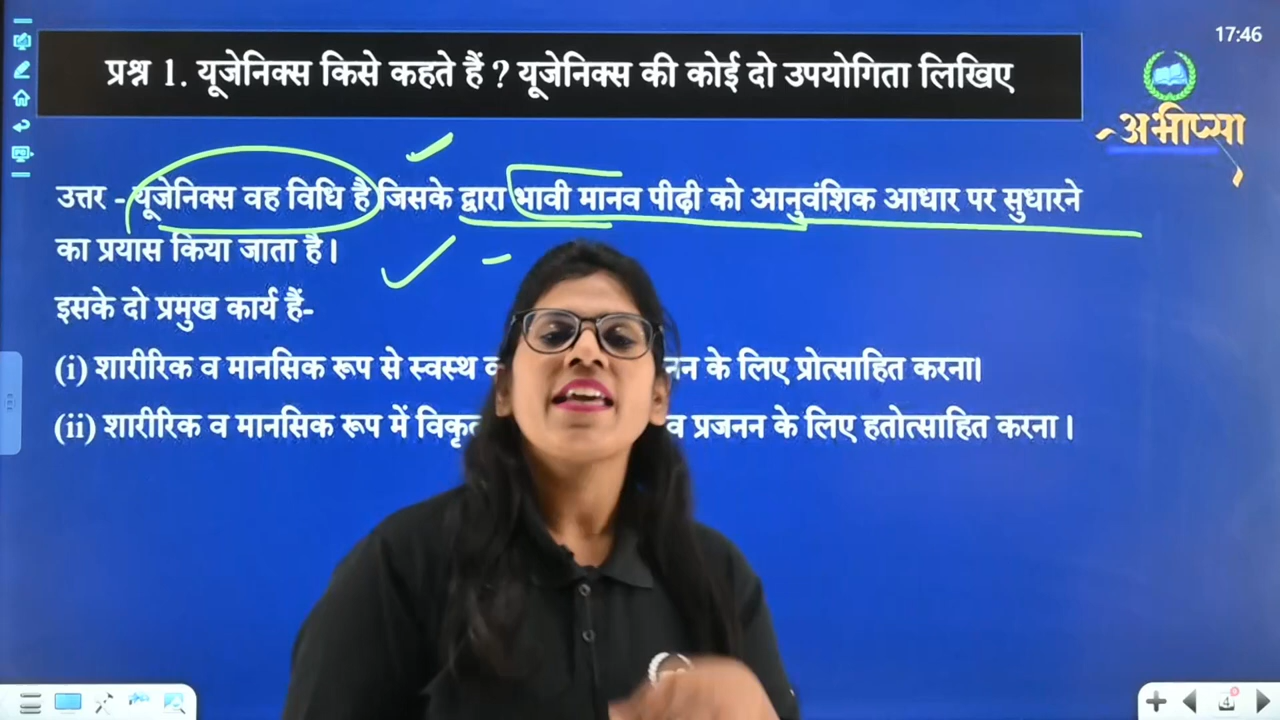 17:46
प्रश्न 1. यूजेनिक्स किसे कहते हैं ? यूजेनिक्स की कोई दो उपयोगिता लिखिए
अभीप्सा
उत्तर - यूजेनिक्स वह विधि है जिसके द्वारा भावी मानव पीढ़ी को आनुवंशिक आधार पर सुधारने
का प्रयास किया जाता है।
इसके दो प्रमुख कार्य हैं-
(i) शारीरिक व मानसिक रूप से स्वस्थ के लिए प्रोत्साहित करना।
(ii) शारीरिक व मानसिक रूप में व प्रजनन के लिए हतोत्साहित करना ।
4